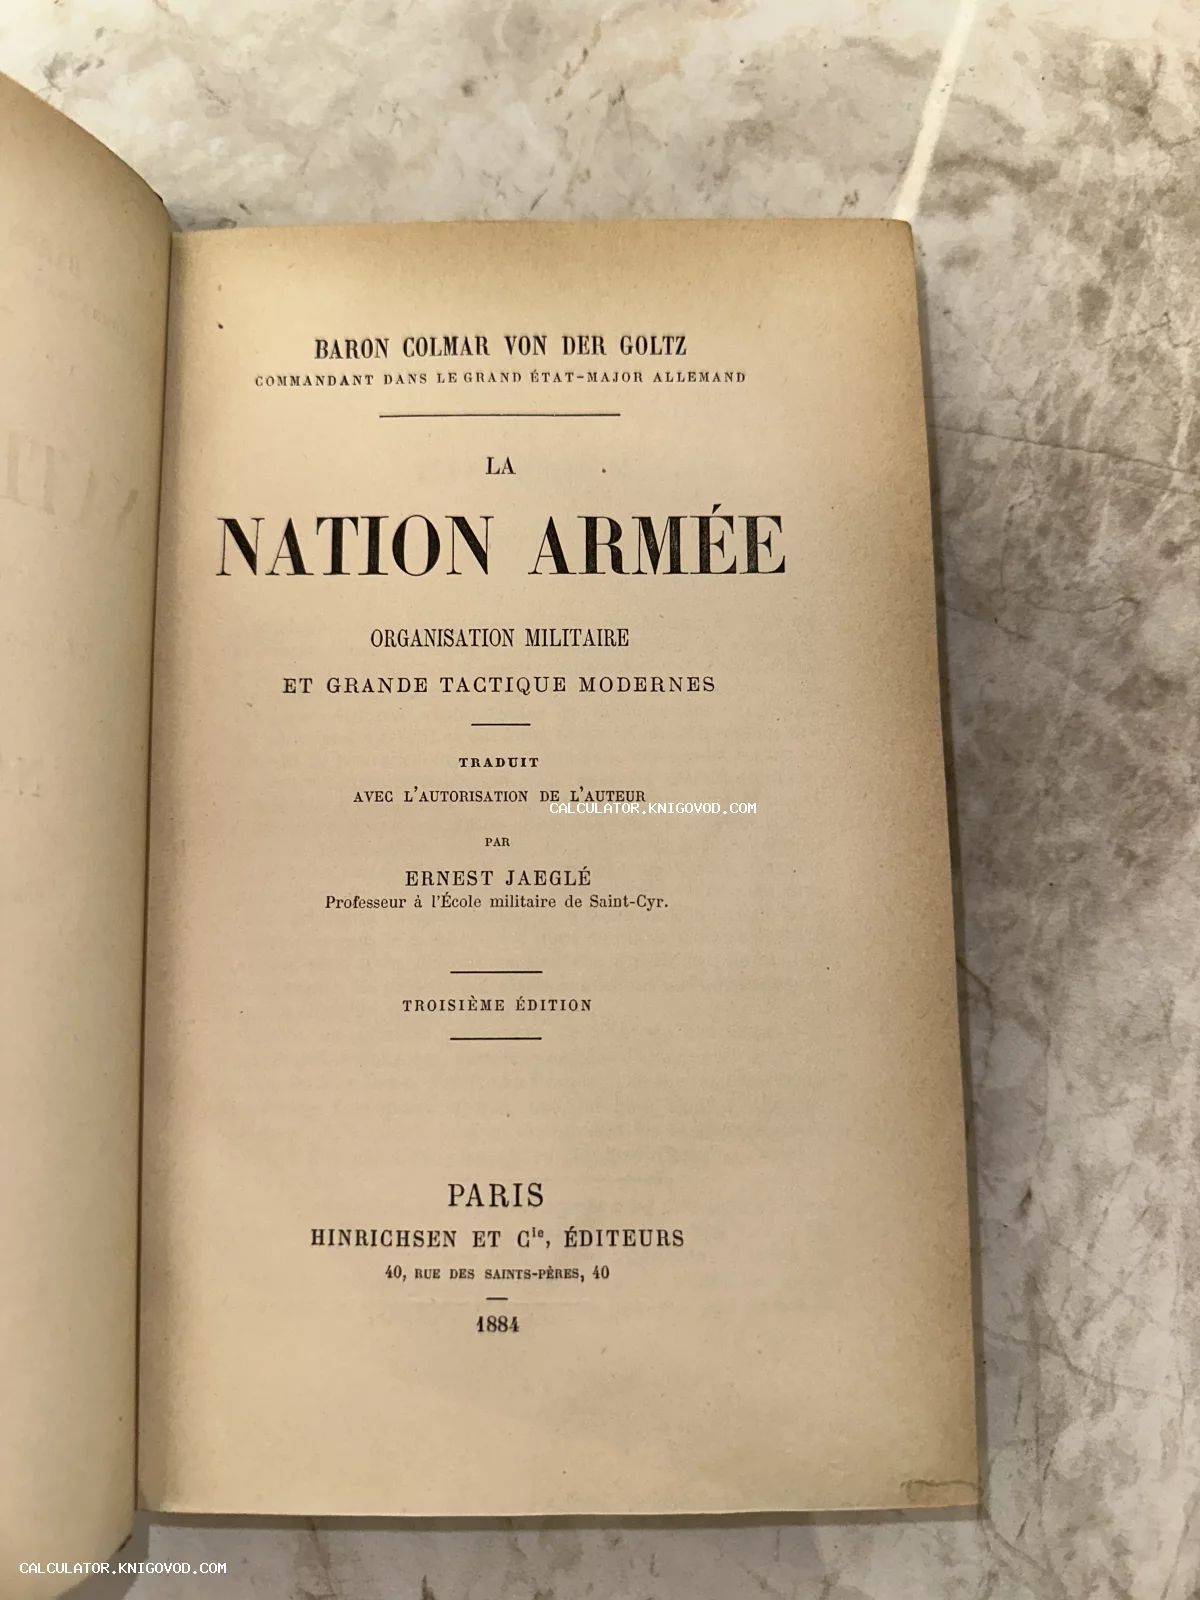 BARON COLMAR VON DER GOLTZ
COMMANDANT DANS LE GRAND ÉTAT-MAJOR ALLEMAND
LA
NATION ARMÉE
ORGANISATION MILITAIRE
ET GRANDE TACTIQUE MODERNES
TRADUIT
AVEC L'AUTORISATION DE L'AUTEUR
CALCULATOR.KNIGOVOD.COM
PAR
ERNEST JAEGLÉ
Professeur à l'École militaire de Saint-Cyr.
TROISIÈME ÉDITION
PARIS
HINRICHSEN ET Cie, ÉDITEURS
40, RUE DES SAINTS-PÈRES, 40
1884
CALCULATOR.KNIGOVOD.COM